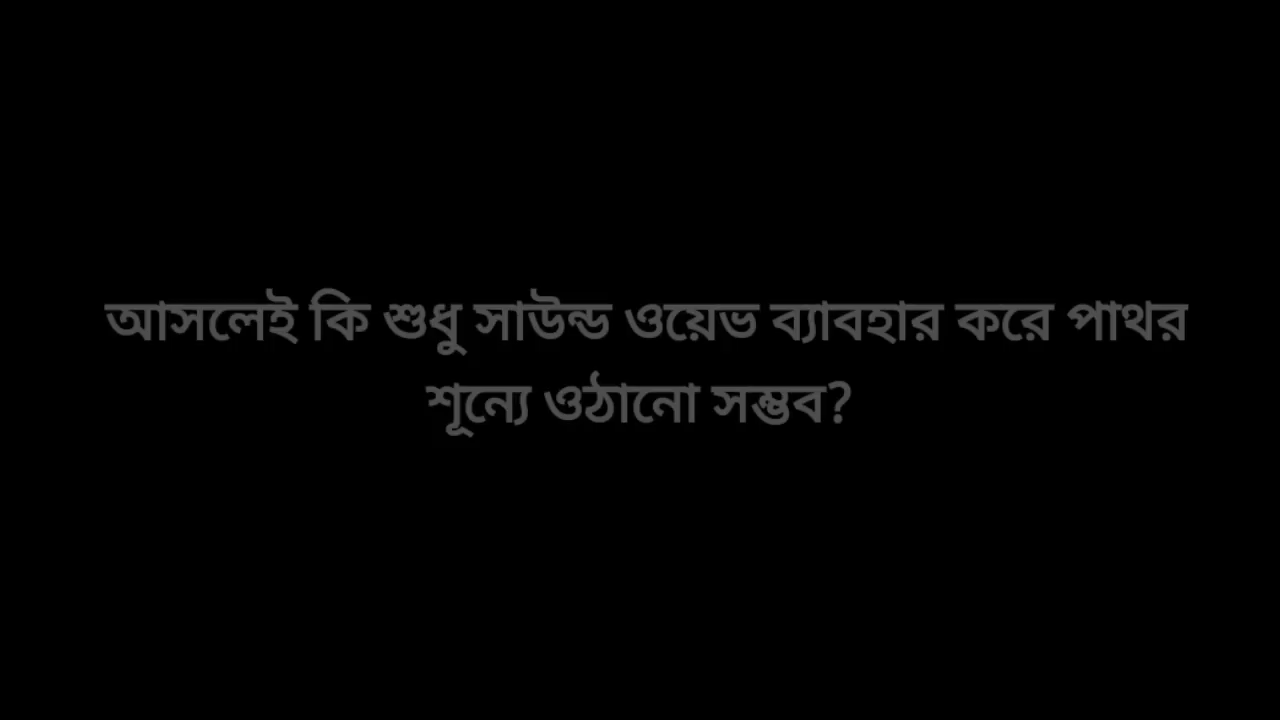 আসলেই কি শুধু সাউন্ড ওয়েভ ব্যাবহার করে পাথর
শূন্যে ওঠানো সম্ভব?